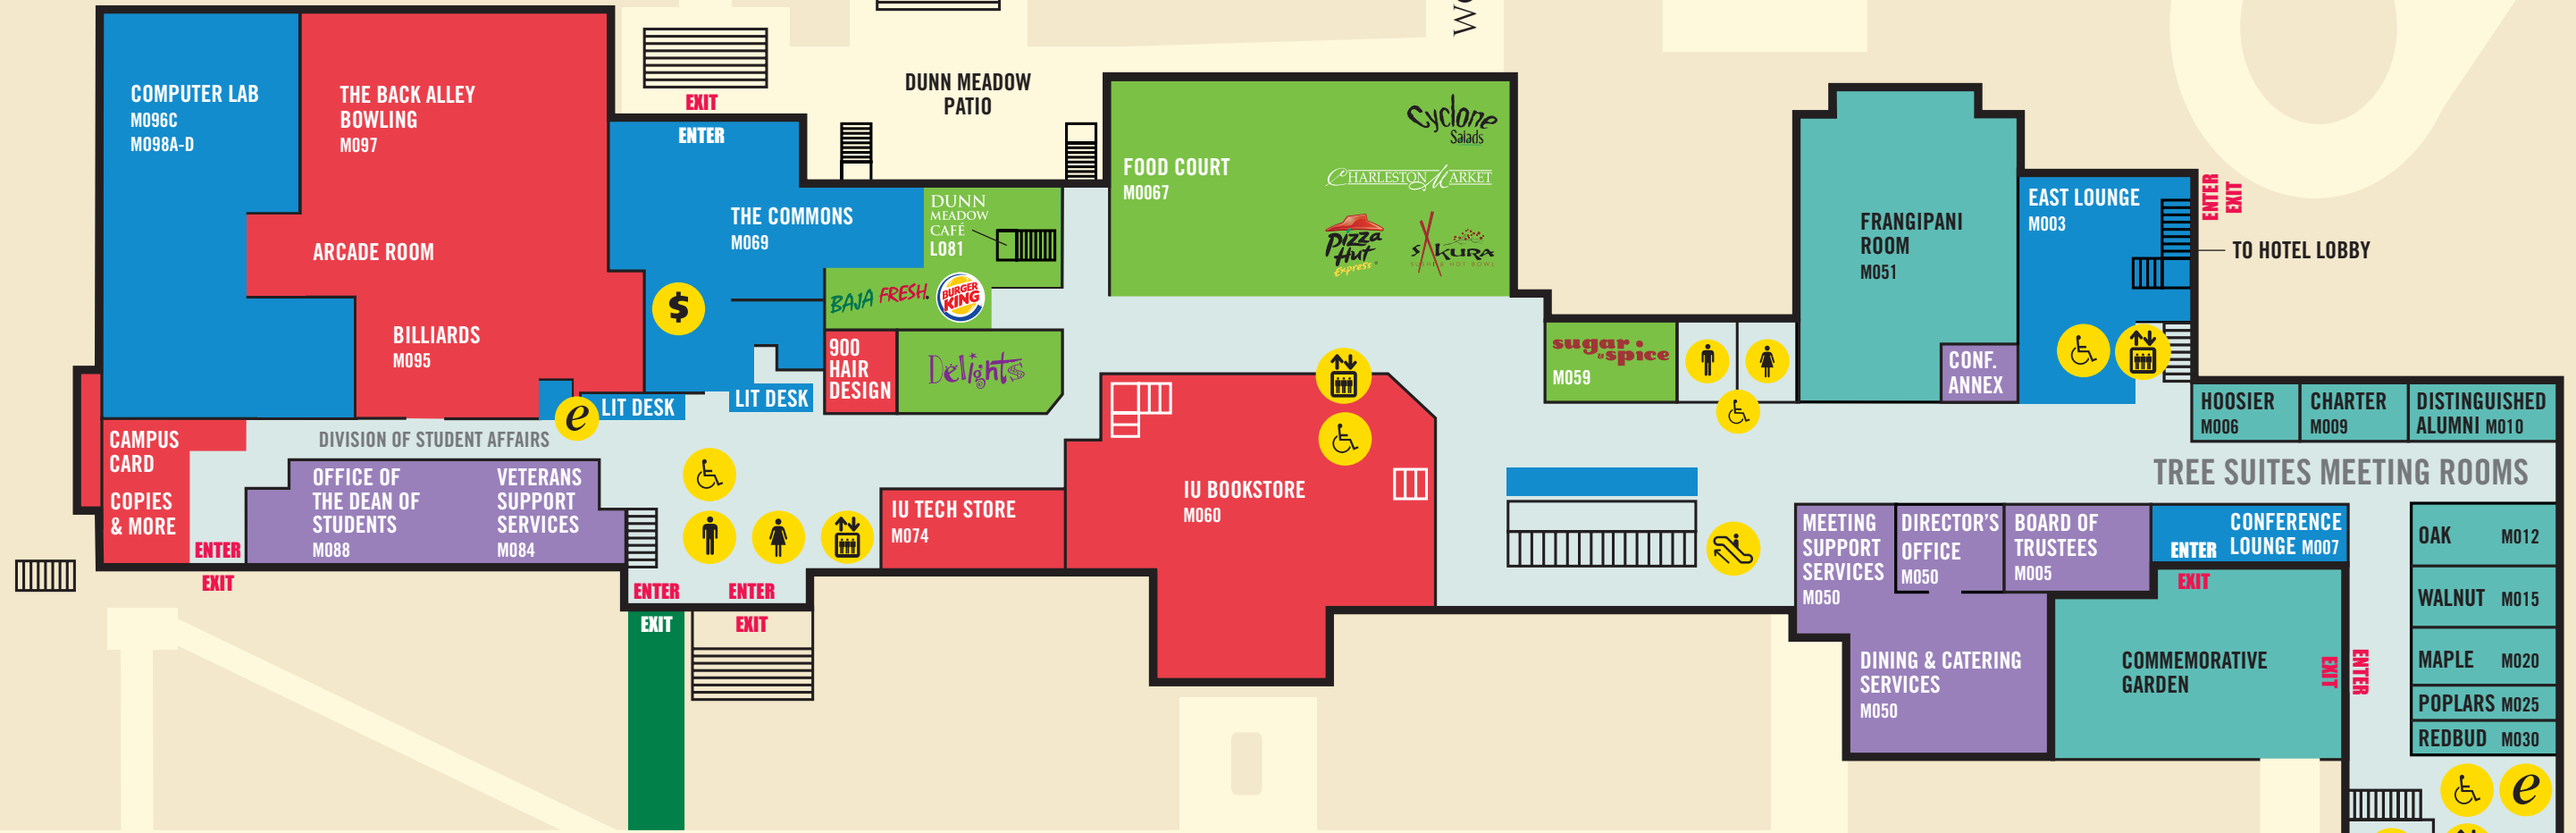 WO
COMPUTER LAB
M096C
M098A-D
THE BACK ALLEY
BOWLING
M097
ARCADE ROOM
BILLIARDS
M095
EXIT
ENTER
DUNN MEADOW
PATIO
THE COMMONS
M069
$
DUNN
MEADOW
CAFÉ
L081
BAJA FRESH.
BURGER
KING
900
HAIR
DESIGN
Delights
LIT DESK
LIT DESK
e
FOOD COURT
M0067
Cyclone
Salads
CHARLESTON MARKET
Pizza
Hut
Express
SAKURA
sugar & spice
M059
FRANGIPANI
ROOM
M051
CONF.
ANNEX
EAST LOUNGE
M003
ENTER
EXIT
TO HOTEL LOBBY
HOOSIER
M006
CHARTER
M009
DISTINGUISHED
ALUMNI M010
TREE SUITES MEETING ROOMS
CAMPUS
CARD
COPIES
& MORE
ENTER
EXIT
DIVISION OF STUDENT AFFAIRS
OFFICE OF
THE DEAN OF
STUDENTS
M088
VETERANS
SUPPORT
SERVICES
M084
ENTER
EXIT
ENTER
EXIT
IU TECH STORE
M074
IU BOOKSTORE
M060
MEETING
SUPPORT
SERVICES
M050
DIRECTOR'S
OFFICE
M050
BOARD OF
TRUSTEES
M005
CONFERENCE
LOUNGE M007
ENTER
EXIT
DINING & CATERING
SERVICES
M050
COMMEMORATIVE
GARDEN
EXIT
ENTER
OAK M012
WALNUT M015
MAPLE M020
POPLARS M025
REDBUD M030
e